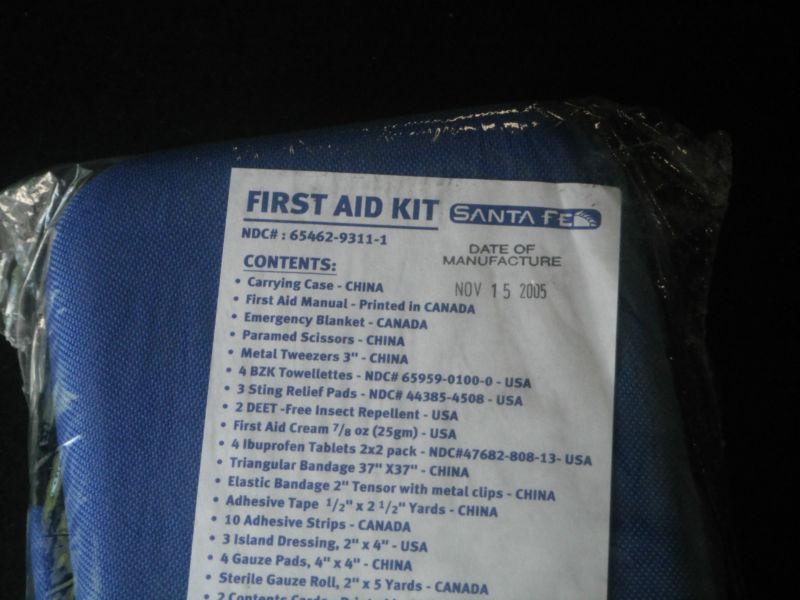 FIRST AID KIT SANTA FE
NDC# : 65462-9311-1
DATE OF
MANUFACTURE
NOV 15 2005
CONTENTS:
• Carrying Case - CHINA
• First Aid Manual - Printed in CANADA
• Emergency Blanket - CANADA
• Paramed Scissors - CHINA
• Metal Tweezers 3" - CHINA
• 4 BZK Towellettes - NDC# 65959-0100-0 - USA
• 3 Sting Relief Pads - NDC# 44385-4508 - USA
• 2 DEET -Free Insect Repellent - USA
• First Aid Cream 7/8 oz (25gm) - USA
• 4 Ibuprofen Tablets 2x2 pack - NDC#47682-808-13- USA
• Triangular Bandage 37" X37" - CHINA
• Elastic Bandage 2" Tensor with metal clips - CHINA
• Adhesive Tape 1/2" x 2 1/2" Yards - CHINA
• 10 Adhesive Strips - CANADA
• 3 Island Dressing, 2" x 4" - USA
• 4 Gauze Pads, 4" x 4" - CHINA
• Sterile Gauze Roll, 2" x 5 Yards - CANADA
• 2 Contents Cards